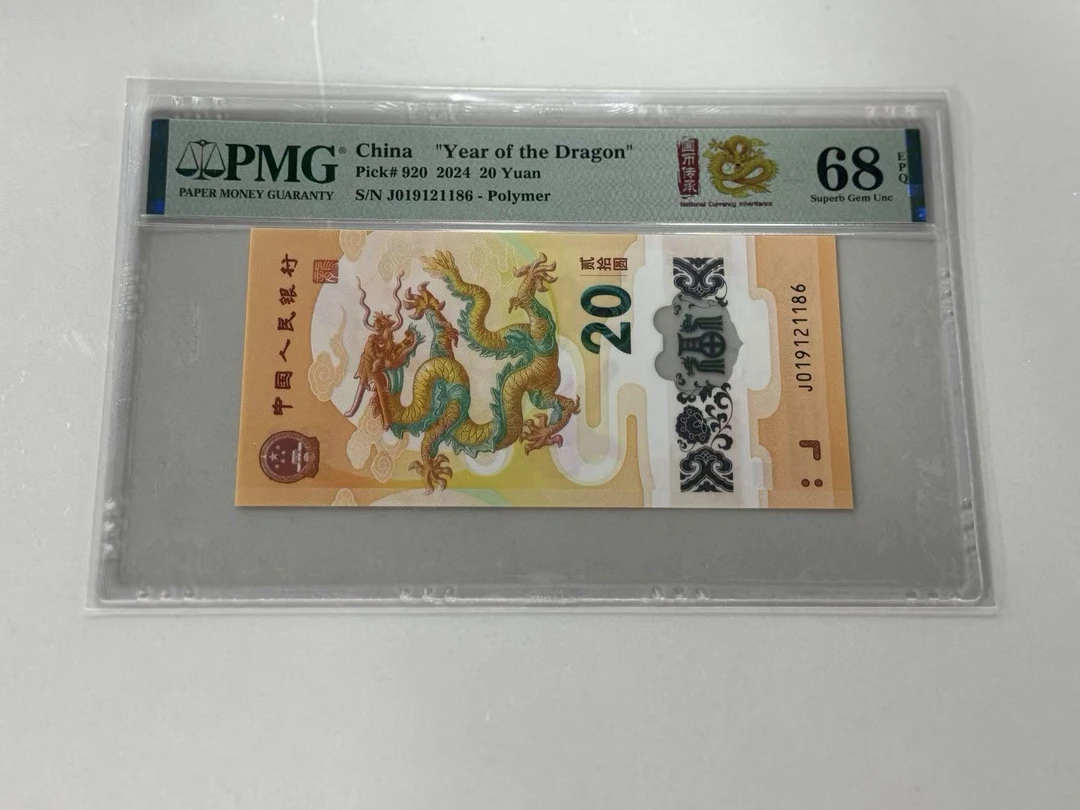 PMG®
PAPER MONEY GUARANTY
China "Year of the Dragon"
Pick# 920 2024 20 Yuan
S/N J019121186 - Polymer
国币传承
National Currency Inheritance
68
EPQ
Superb Gem Unc
中国人民银行
贰拾圆
20
福
J019121186